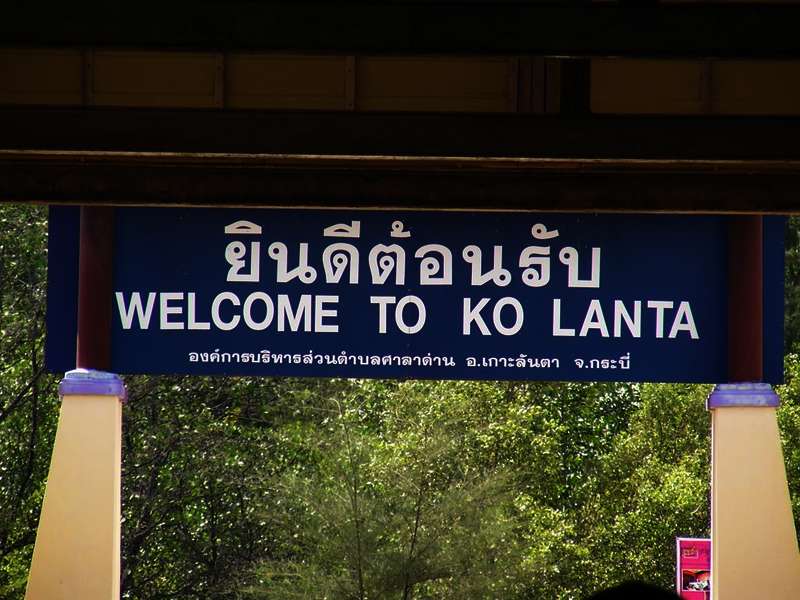 ยินดีต้อนรับ
WELCOME TO KO LANTA
องค์การบริหารส่วนตำบลศาลาด่าน อ.เกาะลันตา จ.กระบี่